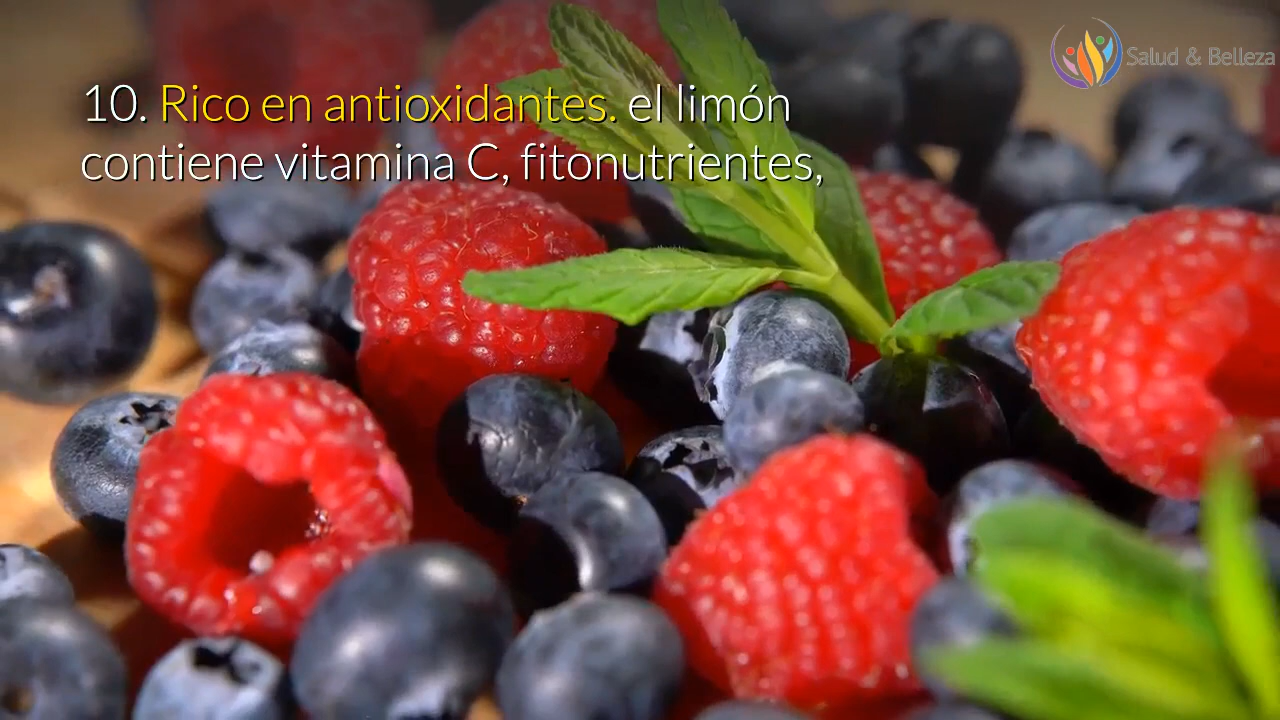 Salud & Belleza
10. Rico en antioxidantes. el limón
contiene vitamina C, fitonutrientes,